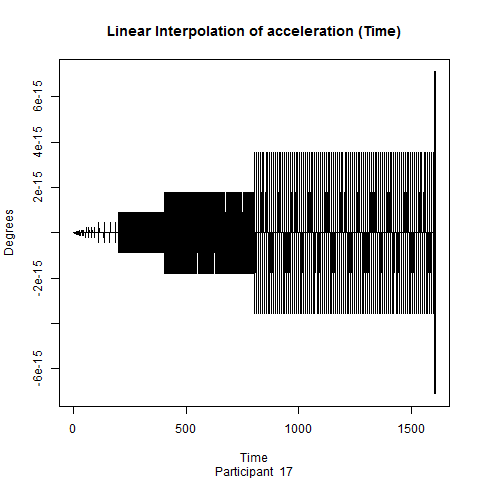 Linear Interpolation of acceleration (Time)
6e-15
4e-15
2e-15
-2e-15
-6e-15
Degrees
0 500 1000 1500
Time
Participant 17